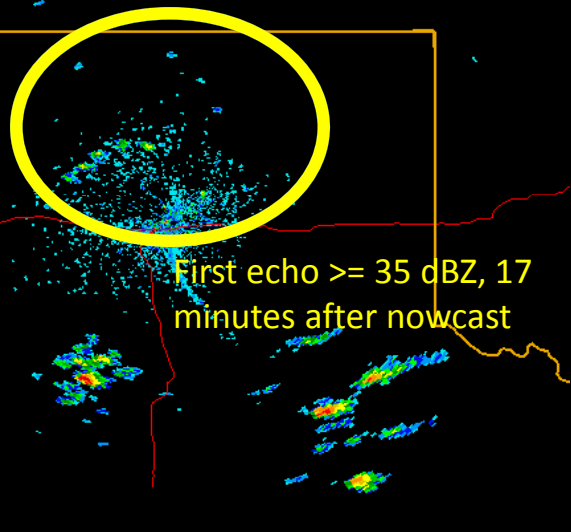 First echo >= 35 dBZ, 17
minutes after nowcast